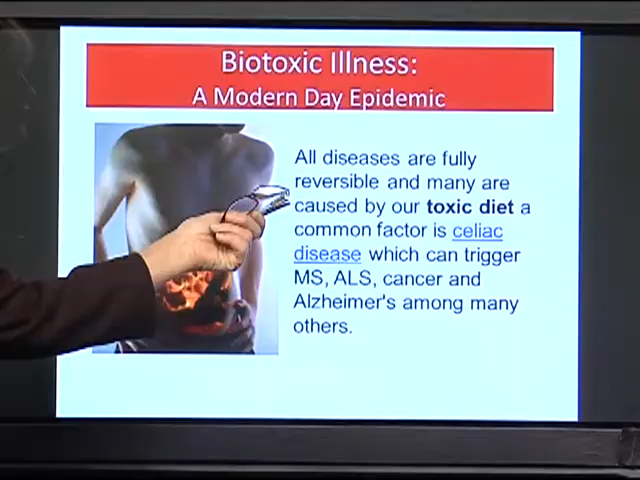 Biotoxic Illness:
A Modern Day Epidemic
All diseases are fully
reversible and many are
caused by our toxic diet a
common factor is celiac
disease which can trigger
MS, ALS, cancer and
Alzheimer's among many
others.